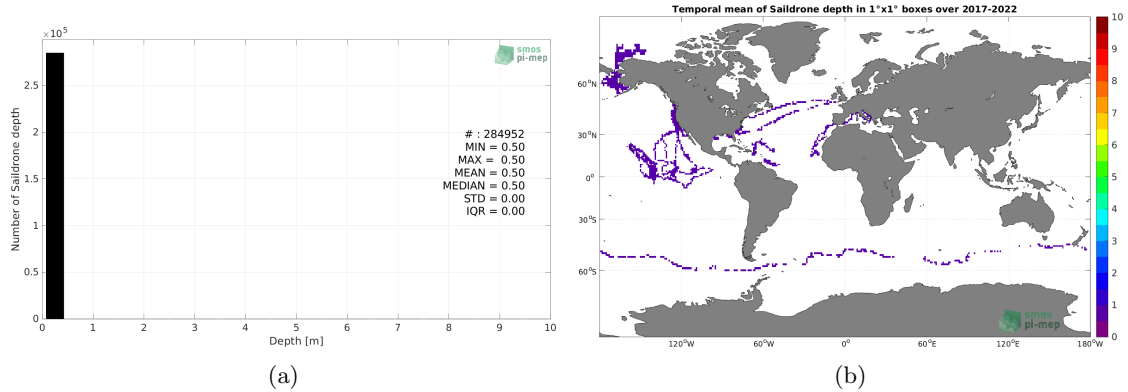 ×10⁵
2.5
2
1.5
1
0.5
0
0 1 2 3 4 5 6 7 8 9 10
Number of Saildrone depth
Depth [m]
smos
pi-mep
# : 284952
MIN = 0.50
MAX = 0.50
MEAN = 0.50
MEDIAN = 0.50
STD = 0.00
IQR = 0.00
(a)
Temporal mean of Saildrone depth in 1°x1° boxes over 2017-2022
60°N
30°N
0°
30°S
60°S
120°W 60°W 0° 60°E 120°E 180°W
smos
pi-mep
10
9
8
7
6
5
4
3
2
1
0
(b)